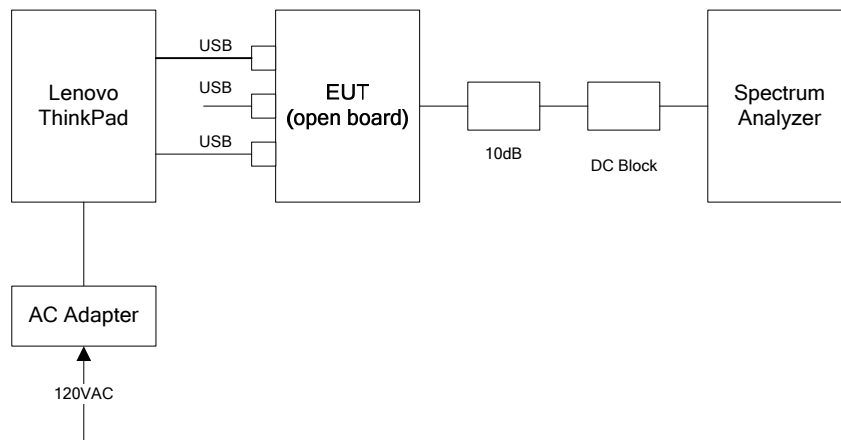 USB
Lenovo
ThinkPad
USB
USB
EUT
(open board)
10dB
DC Block
Spectrum
Analyzer
AC Adapter
120VAC